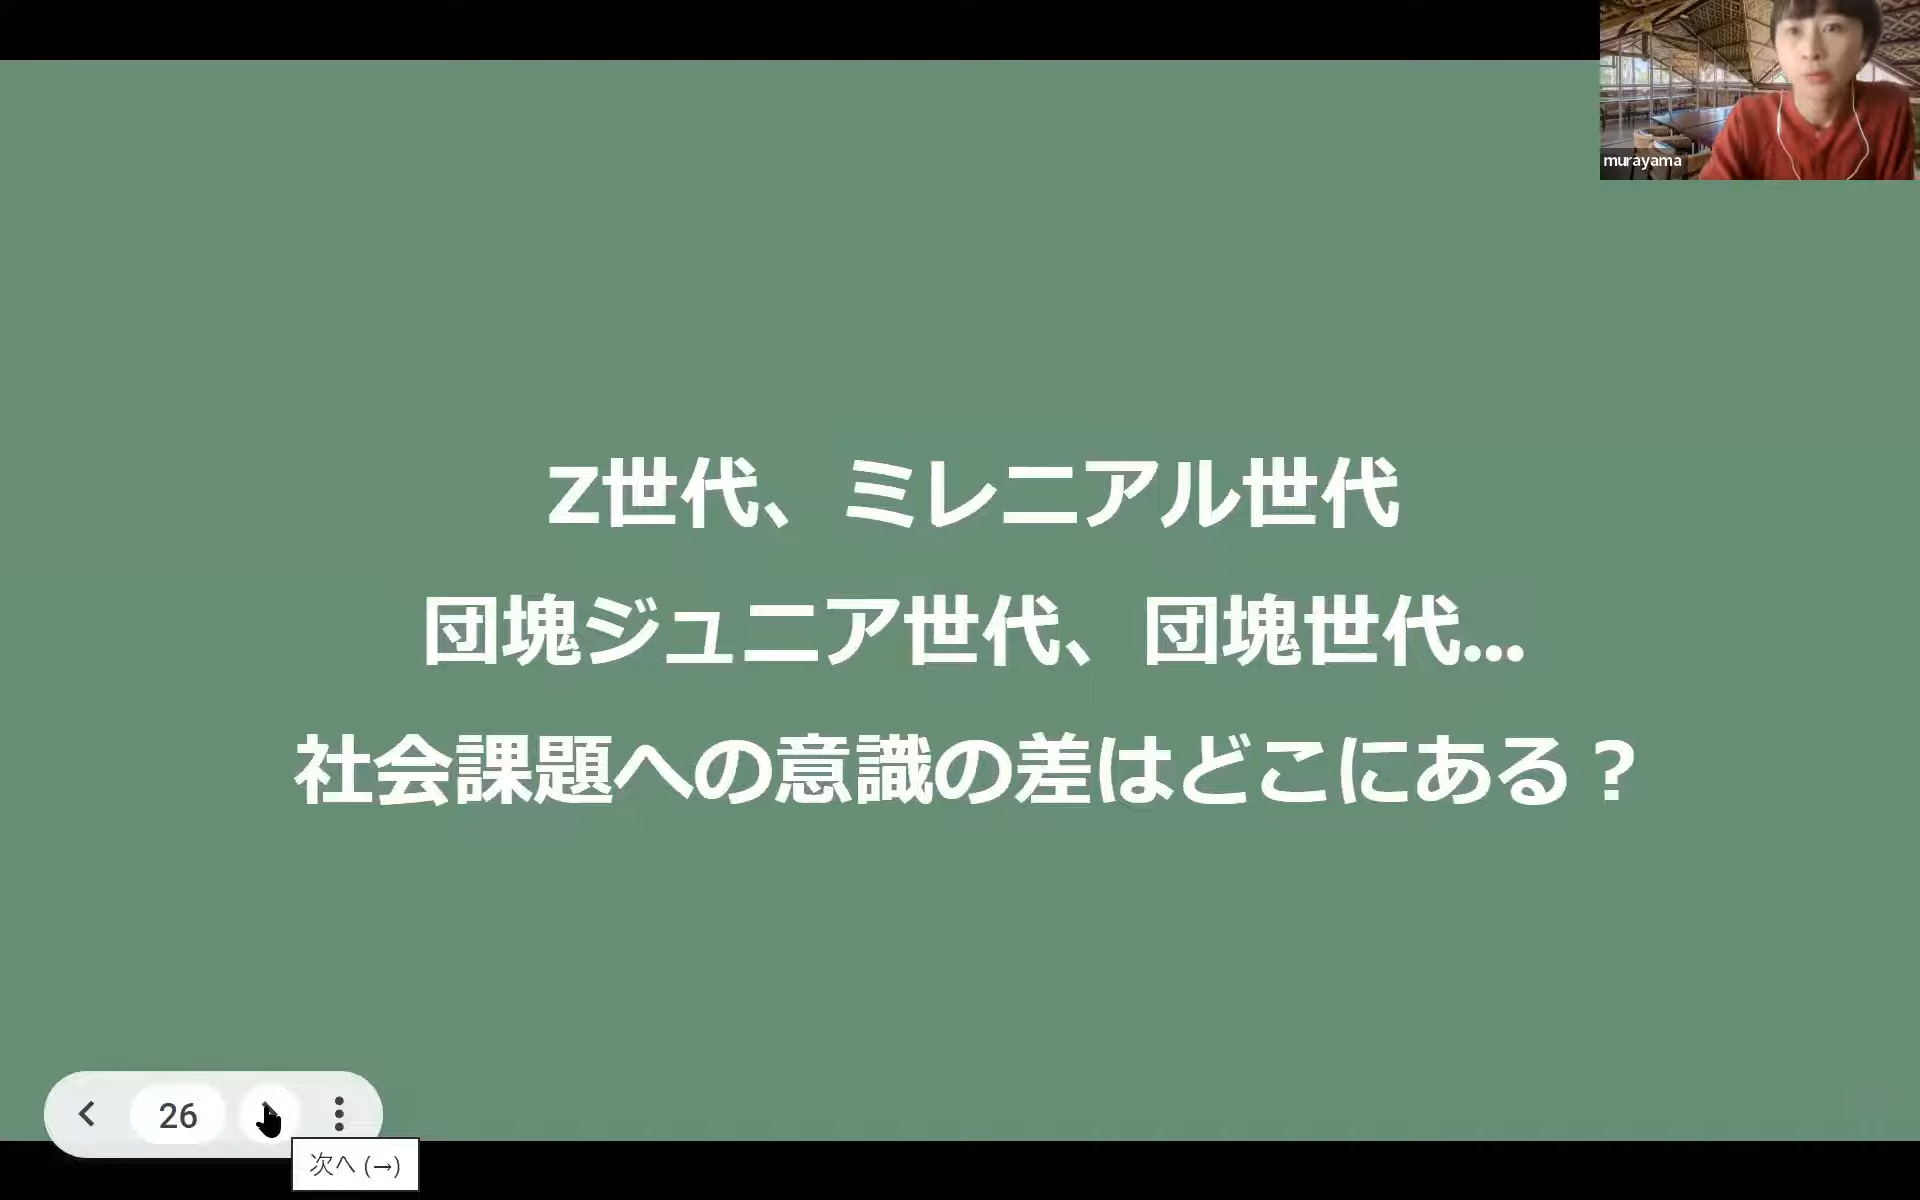 murayama
Z世代、ミレニアル世代
団塊ジュニア世代、団塊世代...
社会課題への意識の差はどこにある？
26
次へ (→)